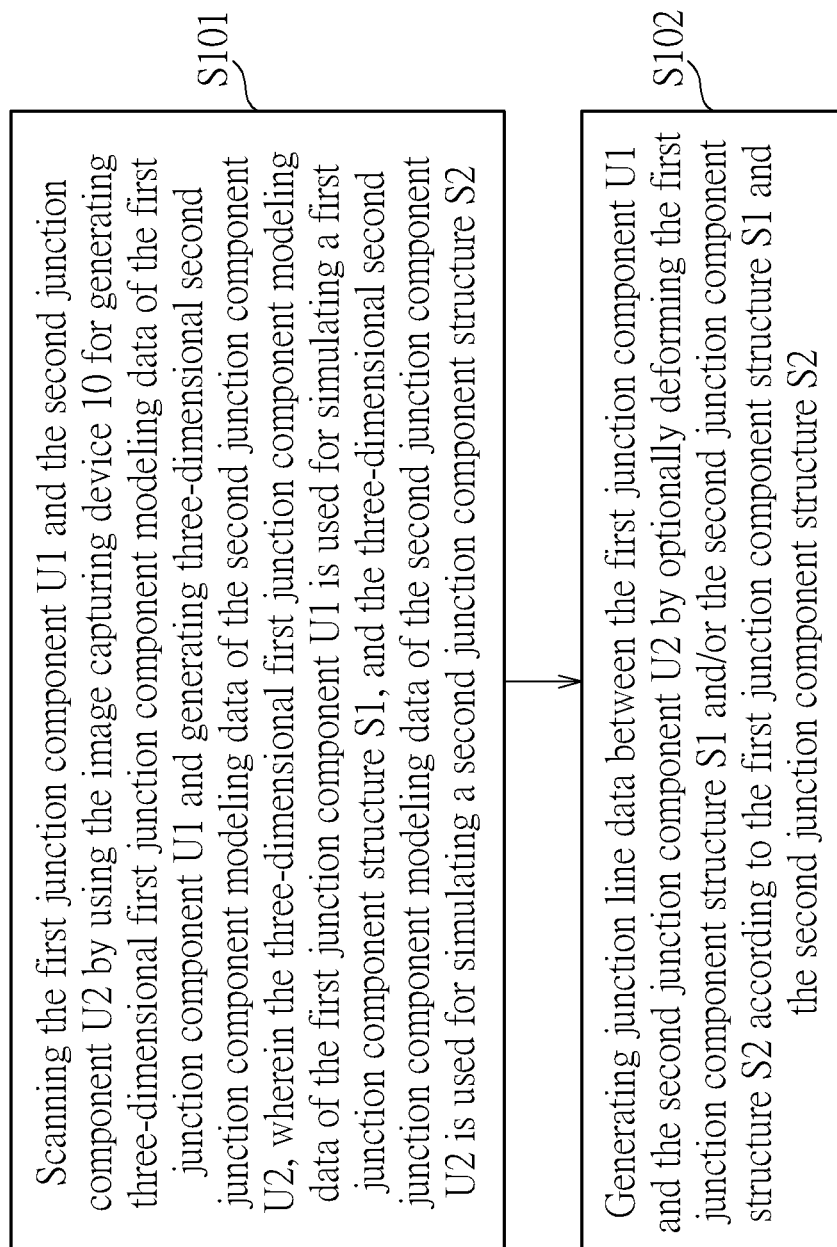 Scanning the first junction component U1 and the second junction
component U2 by using the image capturing device 10 for generating
three-dimensional first junction component modeling data of the first
junction component U1 and generating three-dimensional second
junction component modeling data of the second junction component
U2, wherein the three-dimensional first junction component modeling
data of the first junction component U1 is used for simulating a first
junction component structure S1, and the three-dimensional second
junction component modeling data of the second junction component
U2 is used for simulating a second junction component structure S2
S101
Generating junction line data between the first junction component U1
and the second junction component U2 by optionally deforming the first
junction component structure S1 and/or the second junction component
structure S2 according to the first junction component structure S1 and
the second junction component structure S2
S102